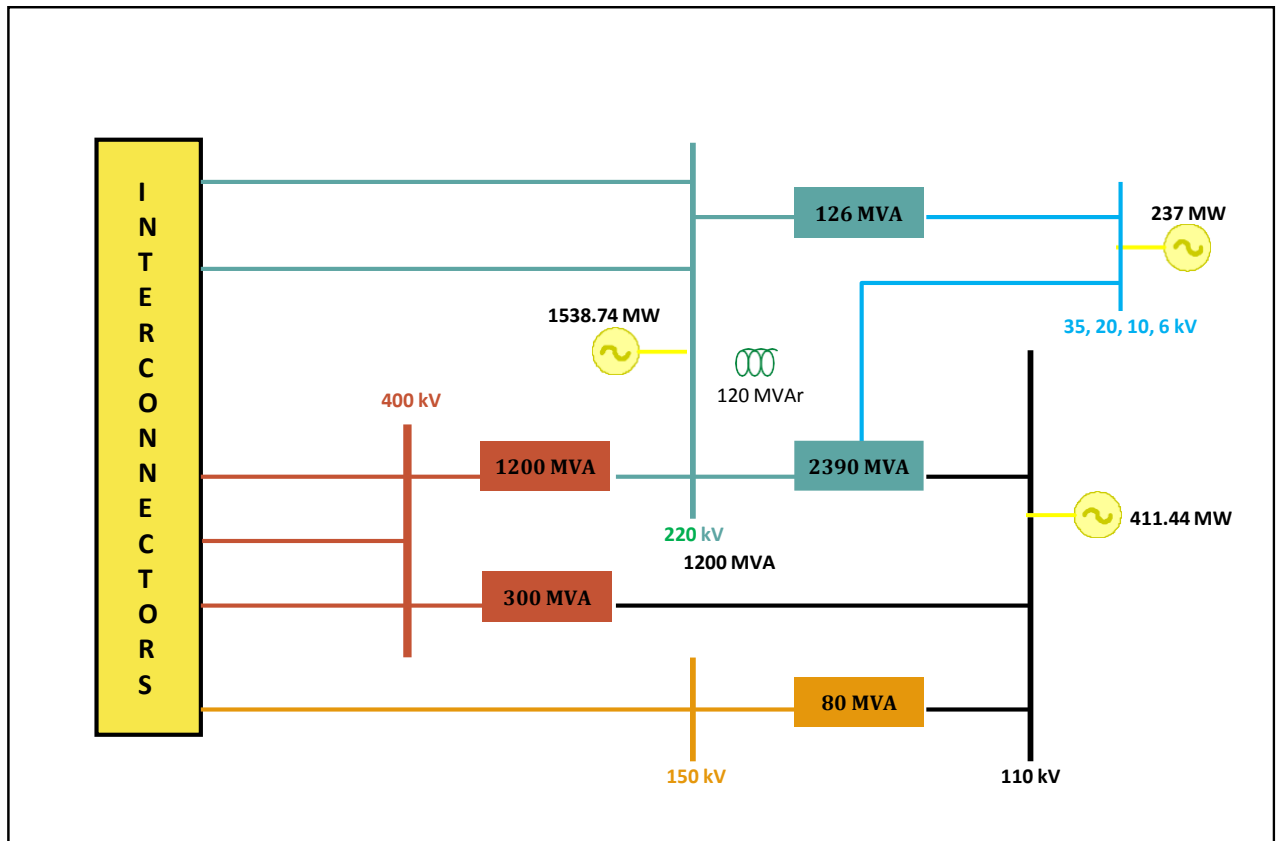 INTERCONNECTORS
126 MVA
237 MW
1538.74 MW
35, 20, 10, 6 kV
120 MVAr
400 kV
1200 MVA
2390 MVA
411.44 MW
220 kV
1200 MVA
300 MVA
80 MVA
150 kV
110 kV